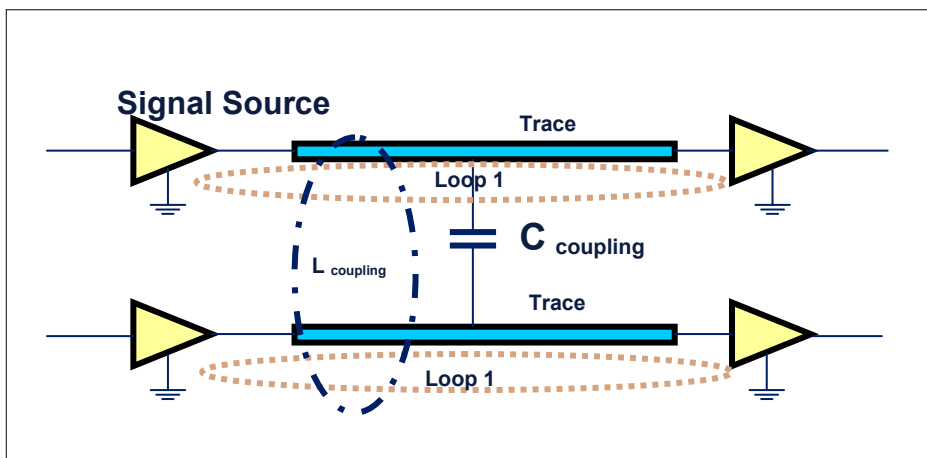 Signal Source
Trace
Loop 1
C coupling
L coupling
Trace
Loop 1